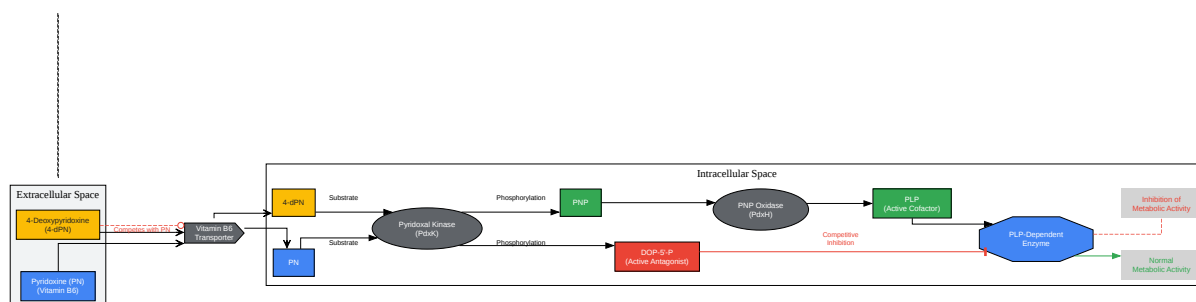 Intracellular Space
Extracellular Space
4-Deoxypyridoxine
(4-dPN)
Competes with PN
Pyridoxine (PN)
(Vitamin B6)
Vitamin B6
Transporter
4-dPN
PN
Substrate
Substrate
Pyridoxal Kinase
(PdxK)
Phosphorylation
Phosphorylation
PNP
DOP-5'-P
(Active Antagonist)
PNP Oxidase
(PdxH)
Competitive
Inhibition
PLP
(Active Cofactor)
PLP-Dependent
Enzyme
Inhibition of
Metabolic Activity
Normal
Metabolic Activity